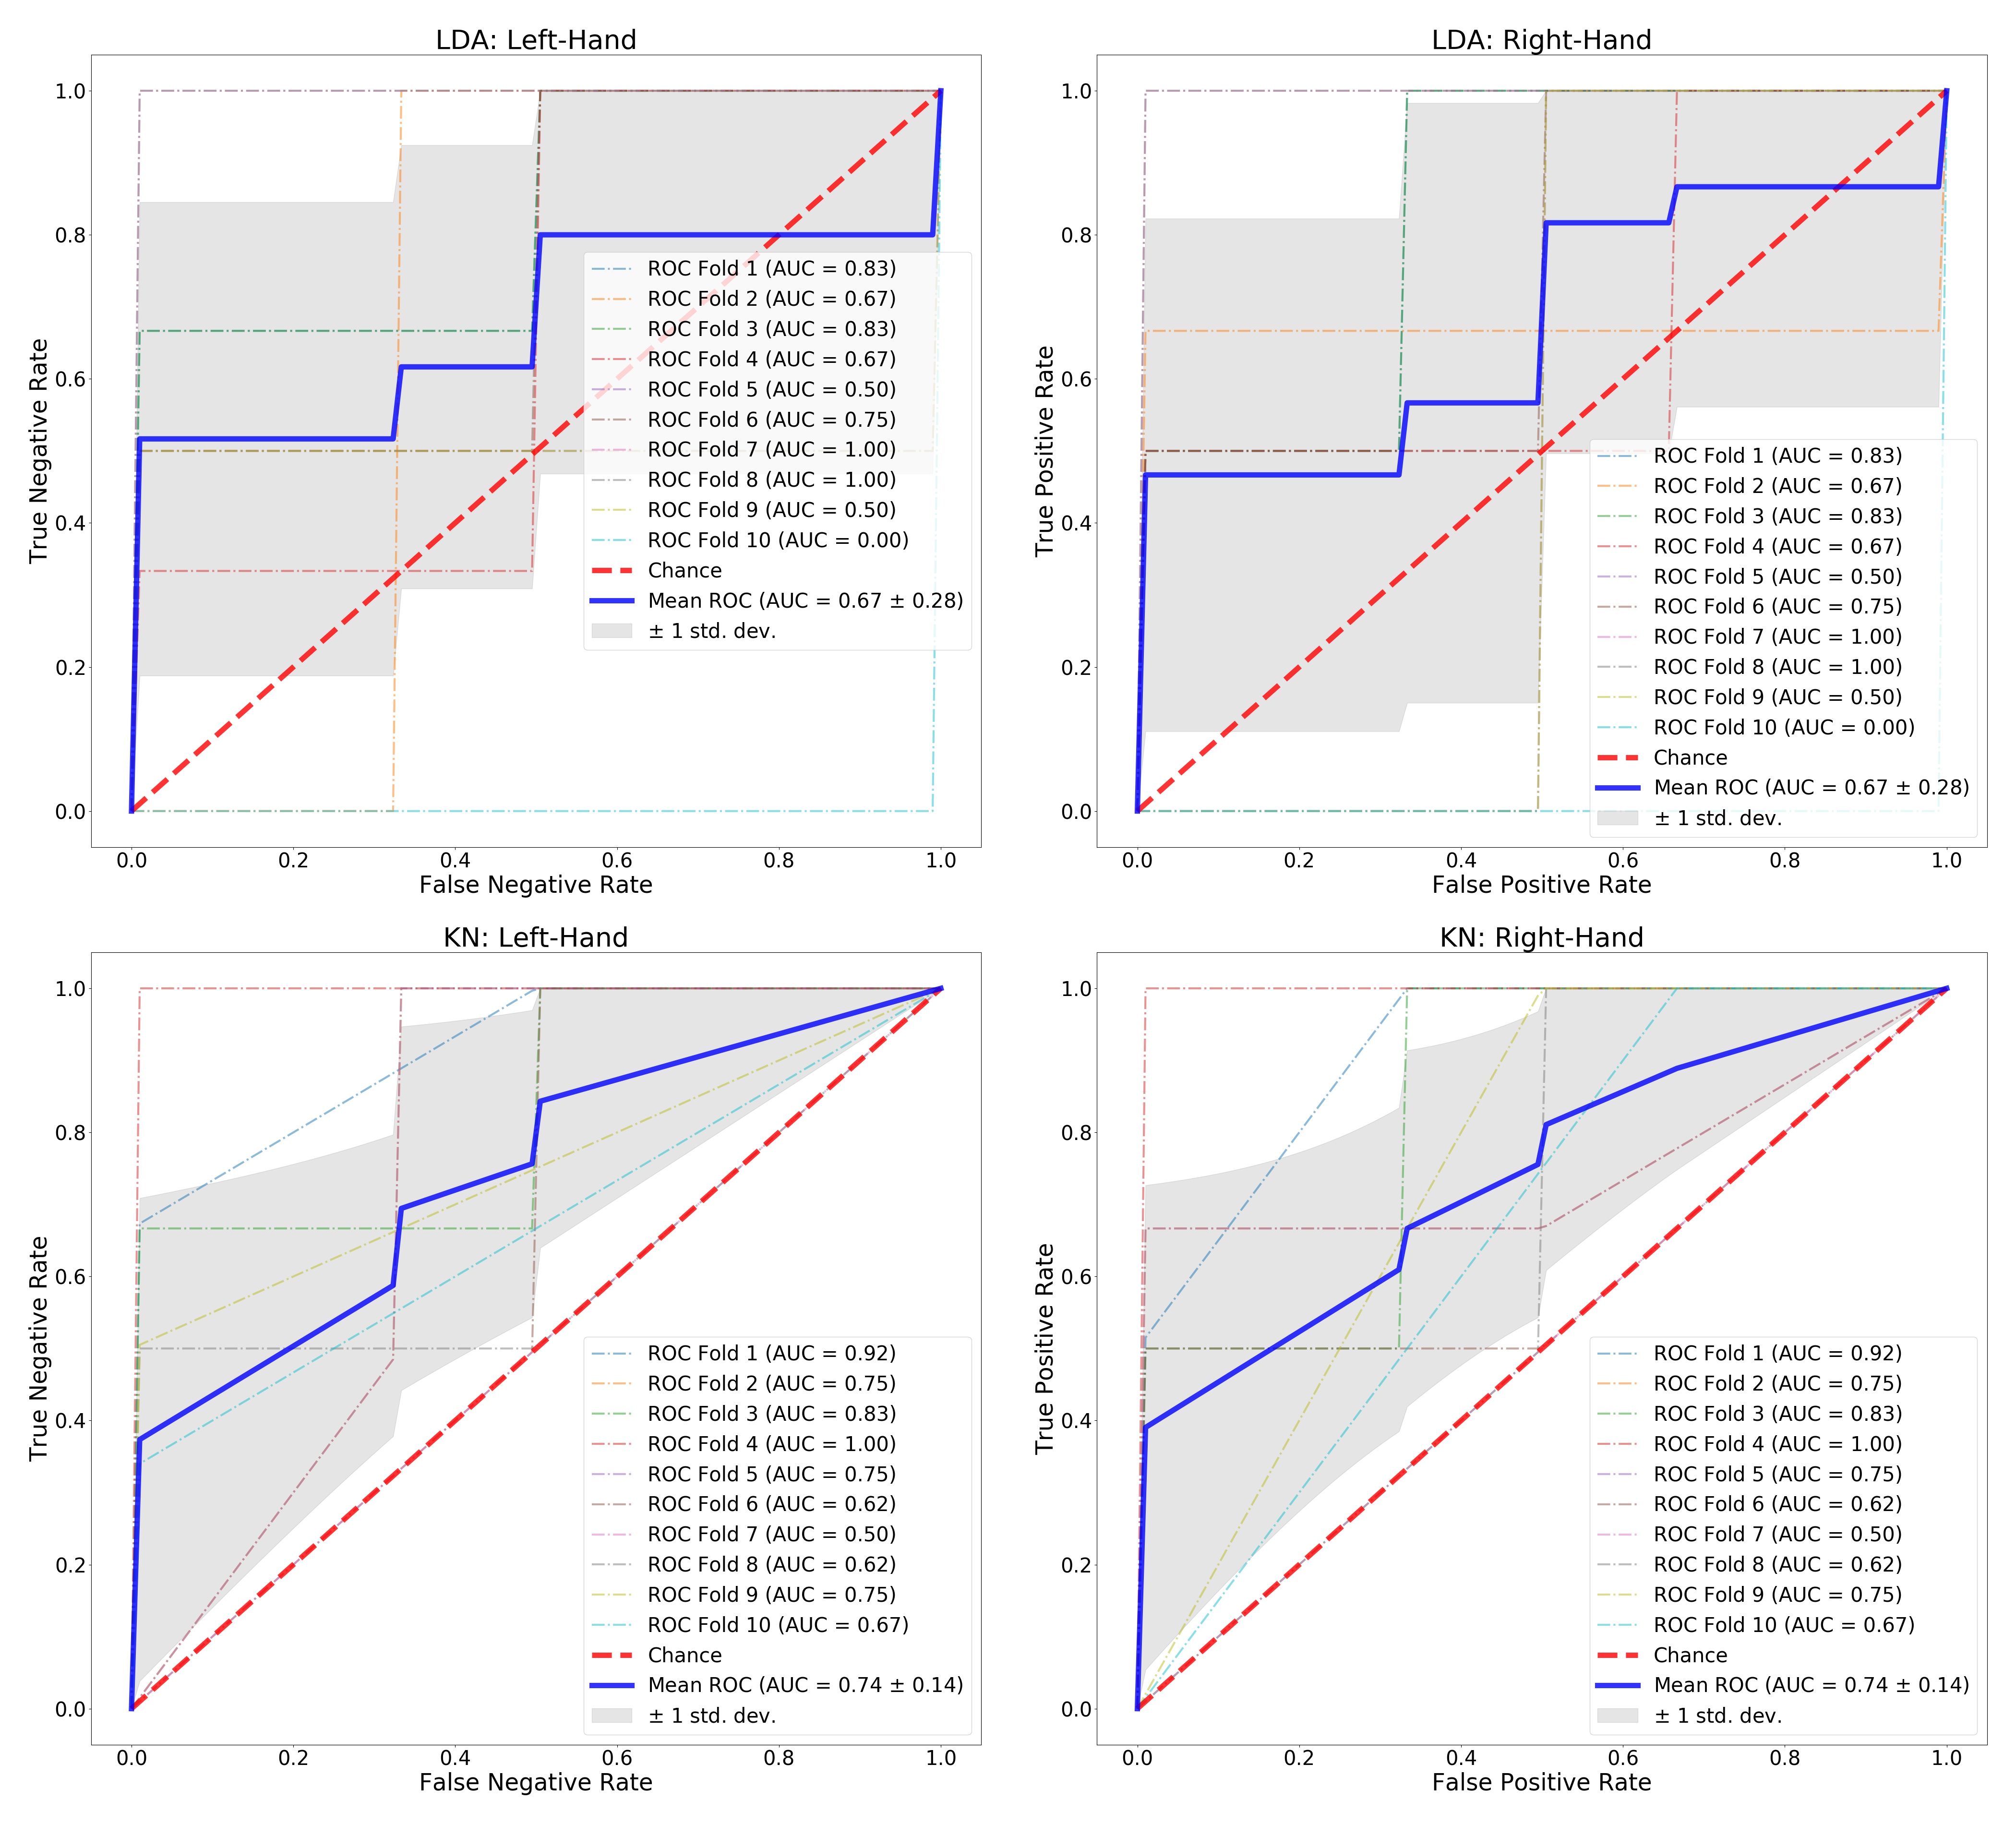 LDA: Left-Hand
True Negative Rate
1.0
0.8
0.6
0.4
0.2
0.0
ROC Fold 1 (AUC = 0.83)
ROC Fold 2 (AUC = 0.67)
ROC Fold 3 (AUC = 0.83)
ROC Fold 4 (AUC = 0.67)
ROC Fold 5 (AUC = 0.50)
ROC Fold 6 (AUC = 0.75)
ROC Fold 7 (AUC = 1.00)
ROC Fold 8 (AUC = 1.00)
ROC Fold 9 (AUC = 0.50)
ROC Fold 10 (AUC = 0.00)
Chance
Mean ROC (AUC = 0.67 ± 0.28)
± 1 std. dev.
0.0 0.2 0.4 0.6 0.8 1.0
False Negative Rate
LDA: Right-Hand
True Positive Rate
1.0
0.8
0.6
0.4
0.2
0.0
ROC Fold 1 (AUC = 0.83)
ROC Fold 2 (AUC = 0.67)
ROC Fold 3 (AUC = 0.83)
ROC Fold 4 (AUC = 0.67)
ROC Fold 5 (AUC = 0.50)
ROC Fold 6 (AUC = 0.75)
ROC Fold 7 (AUC = 1.00)
ROC Fold 8 (AUC = 1.00)
ROC Fold 9 (AUC = 0.50)
ROC Fold 10 (AUC = 0.00)
Chance
Mean ROC (AUC = 0.67 ± 0.28)
± 1 std. dev.
0.0 0.2 0.4 0.6 0.8 1.0
False Positive Rate
KN: Left-Hand
True Negative Rate
1.0
0.8
0.6
0.4
0.2
0.0
ROC Fold 1 (AUC = 0.92)
ROC Fold 2 (AUC = 0.75)
ROC Fold 3 (AUC = 0.83)
ROC Fold 4 (AUC = 1.00)
ROC Fold 5 (AUC = 0.75)
ROC Fold 6 (AUC = 0.62)
ROC Fold 7 (AUC = 0.50)
ROC Fold 8 (AUC = 0.62)
ROC Fold 9 (AUC = 0.75)
ROC Fold 10 (AUC = 0.67)
Chance
Mean ROC (AUC = 0.74 ± 0.14)
± 1 std. dev.
0.0 0.2 0.4 0.6 0.8 1.0
False Negative Rate
KN: Right-Hand
True Positive Rate
1.0
0.8
0.6
0.4
0.2
0.0
ROC Fold 1 (AUC = 0.92)
ROC Fold 2 (AUC = 0.75)
ROC Fold 3 (AUC = 0.83)
ROC Fold 4 (AUC = 1.00)
ROC Fold 5 (AUC = 0.75)
ROC Fold 6 (AUC = 0.62)
ROC Fold 7 (AUC = 0.50)
ROC Fold 8 (AUC = 0.62)
ROC Fold 9 (AUC = 0.75)
ROC Fold 10 (AUC = 0.67)
Chance
Mean ROC (AUC = 0.74 ± 0.14)
± 1 std. dev.
0.0 0.2 0.4 0.6 0.8 1.0
False Positive Rate